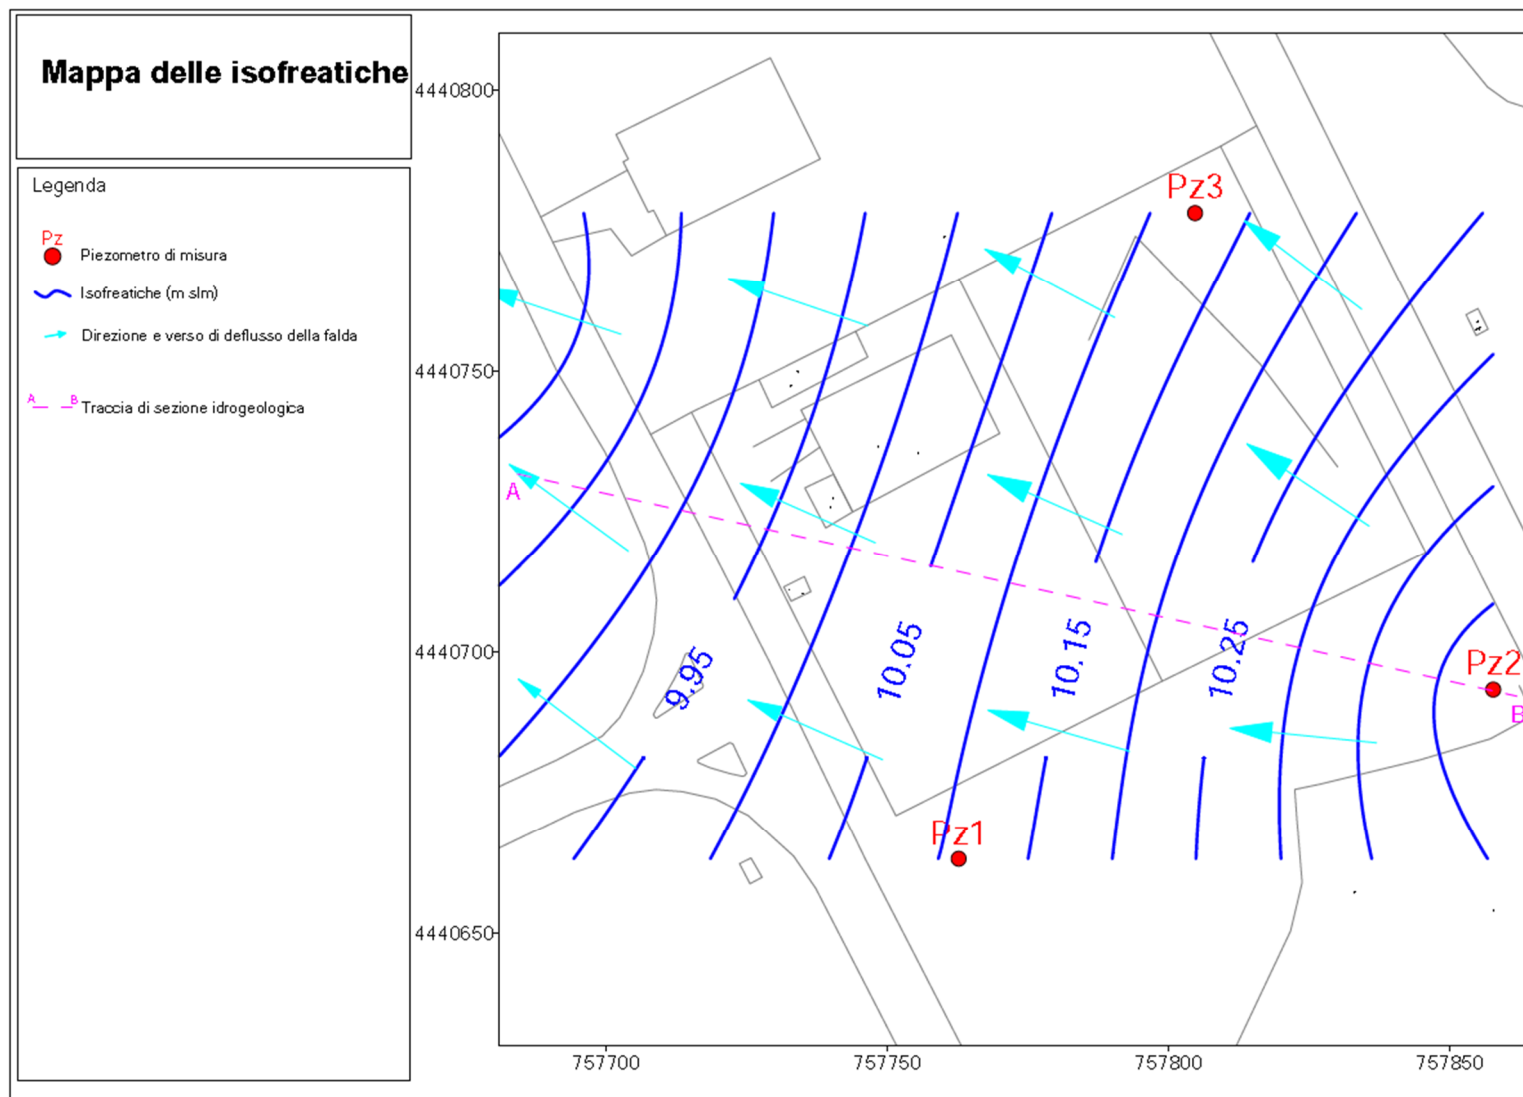 Mappa delle isofreatiche
Legenda
Pz
Piezometro di misura
Isofreatiche (m slm)
Direzione e verso di deflusso della falda
A B
Traccia di sezione idrogeologica
4440800
4440750
4440700
4440650
757700
757750
757800
757850
Pz3
A
9.95
10.05
10.15
10.25
Pz2
B
Pz1